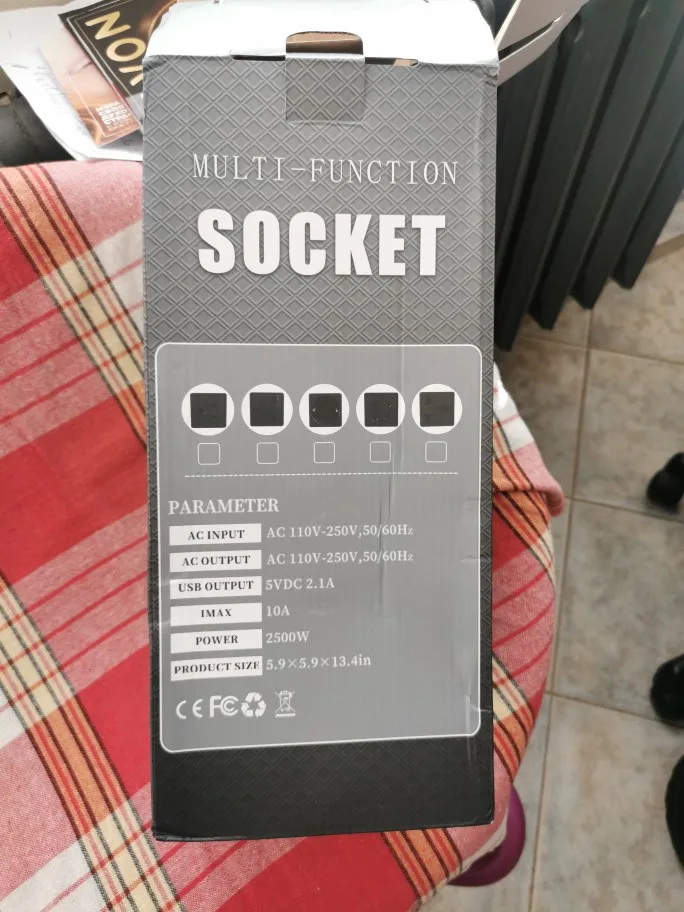 NOV
MULTI-FUNCTION
SOCKET
PARAMETER
AC INPUT AC 110V-250V,50/60Hz
AC OUTPUT AC 110V-250V,50/60Hz
USB OUTPUT 5VDC 2.1A
IMAX 10A
POWER 2500W
PRODUCT SIZE 5.9×5.9×13.4in
CE FC